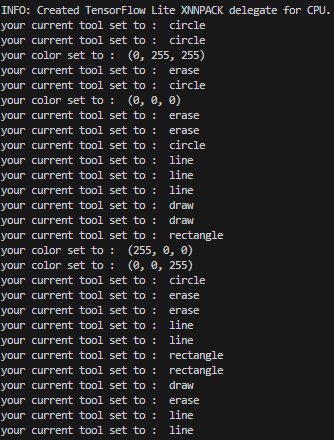 INFO: Created TensorFlow Lite XNNPACK delegate for CPU.
your current tool set to :  circle
your current tool set to :  circle
your color set to :  (0, 255, 255)
your current tool set to :  erase
your current tool set to :  circle
your color set to :  (0, 0, 0)
your current tool set to :  erase
your current tool set to :  erase
your current tool set to :  circle
your current tool set to :  line
your current tool set to :  line
your current tool set to :  line
your current tool set to :  draw
your current tool set to :  draw
your current tool set to :  rectangle
your color set to :  (255, 0, 0)
your color set to :  (0, 0, 255)
your current tool set to :  circle
your current tool set to :  erase
your current tool set to :  erase
your current tool set to :  line
your current tool set to :  line
your current tool set to :  rectangle
your current tool set to :  rectangle
your current tool set to :  draw
your current tool set to :  erase
your current tool set to :  line
your current tool set to :  line